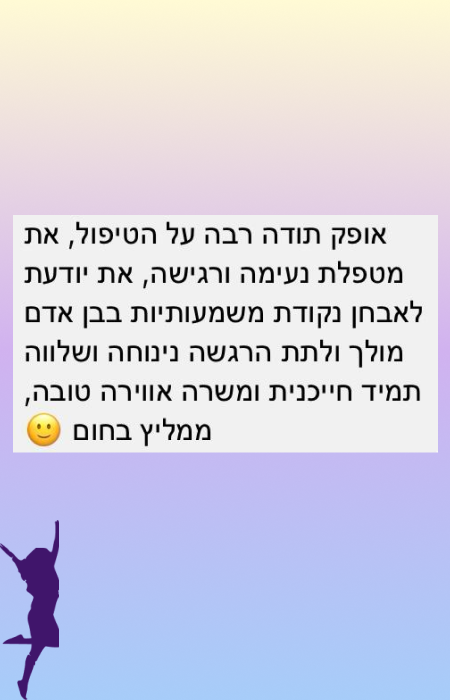 אופק תודה רבה על הטיפול, את
מטפלת נעימה ורגישה, את יודעת
לאבחן נקודת משמעותיות בבן אדם
מולך ולתת הרגשה נינוחה ושלווה
תמיד חייכנית ומשרה אווירה טובה,
ממליץ בחום 🙂